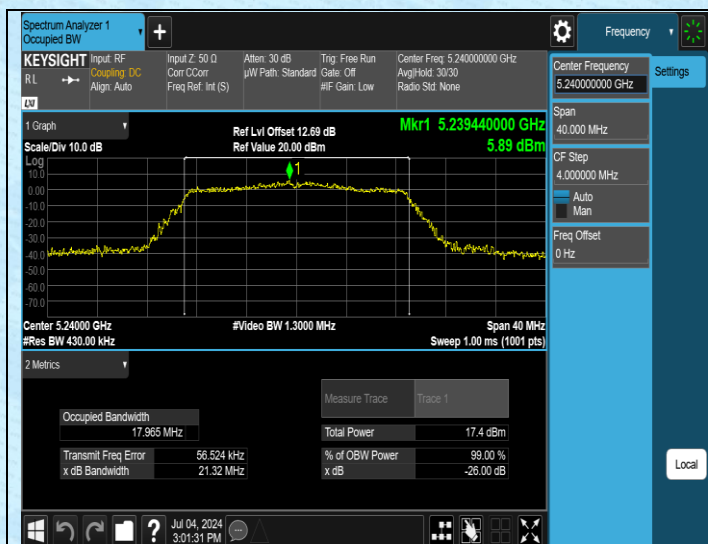 Spectrum Analyzer 1
Occupied BW
+
Frequency
KEYSIGHT
R L
LXI
Input: RF
Coupling: DC
Align: Auto
Input Z: 50 Ω
Corr CCorr
Freq Ref: Int (S)
Atten: 30 dB
µW Path: Standard
Trig: Free Run
Gate: Off
#IF Gain: Low
Center Freq: 5.240000000 GHz
Avg|Hold: 30/30
Radio Std: None
Center Frequency
5.240000000 GHz
Settings
Span
40.000 MHz
CF Step
4.000000 MHz
Auto
Man
Freq Offset
0 Hz
1 Graph
Scale/Div 10.0 dB
Ref Lvl Offset 12.69 dB
Ref Value 20.00 dBm
Mkr1 5.239440000 GHz
5.89 dBm
Log
10.0
0.00
-10.0
-20.0
-30.0
-40.0
-50.0
-60.0
-70.0
1
Center 5.24000 GHz
#Res BW 430.00 kHz
#Video BW 1.3000 MHz
Span 40 MHz
Sweep 1.00 ms (1001 pts)
2 Metrics
Measure Trace
Trace 1
Occupied Bandwidth
17.965 MHz
Total Power
17.4 dBm
Transmit Freq Error
56.524 kHz
% of OBW Power
99.00 %
x dB Bandwidth
21.32 MHz
x dB
-26.00 dB
Local
?
Jul 04, 2024
3:01:31 PM